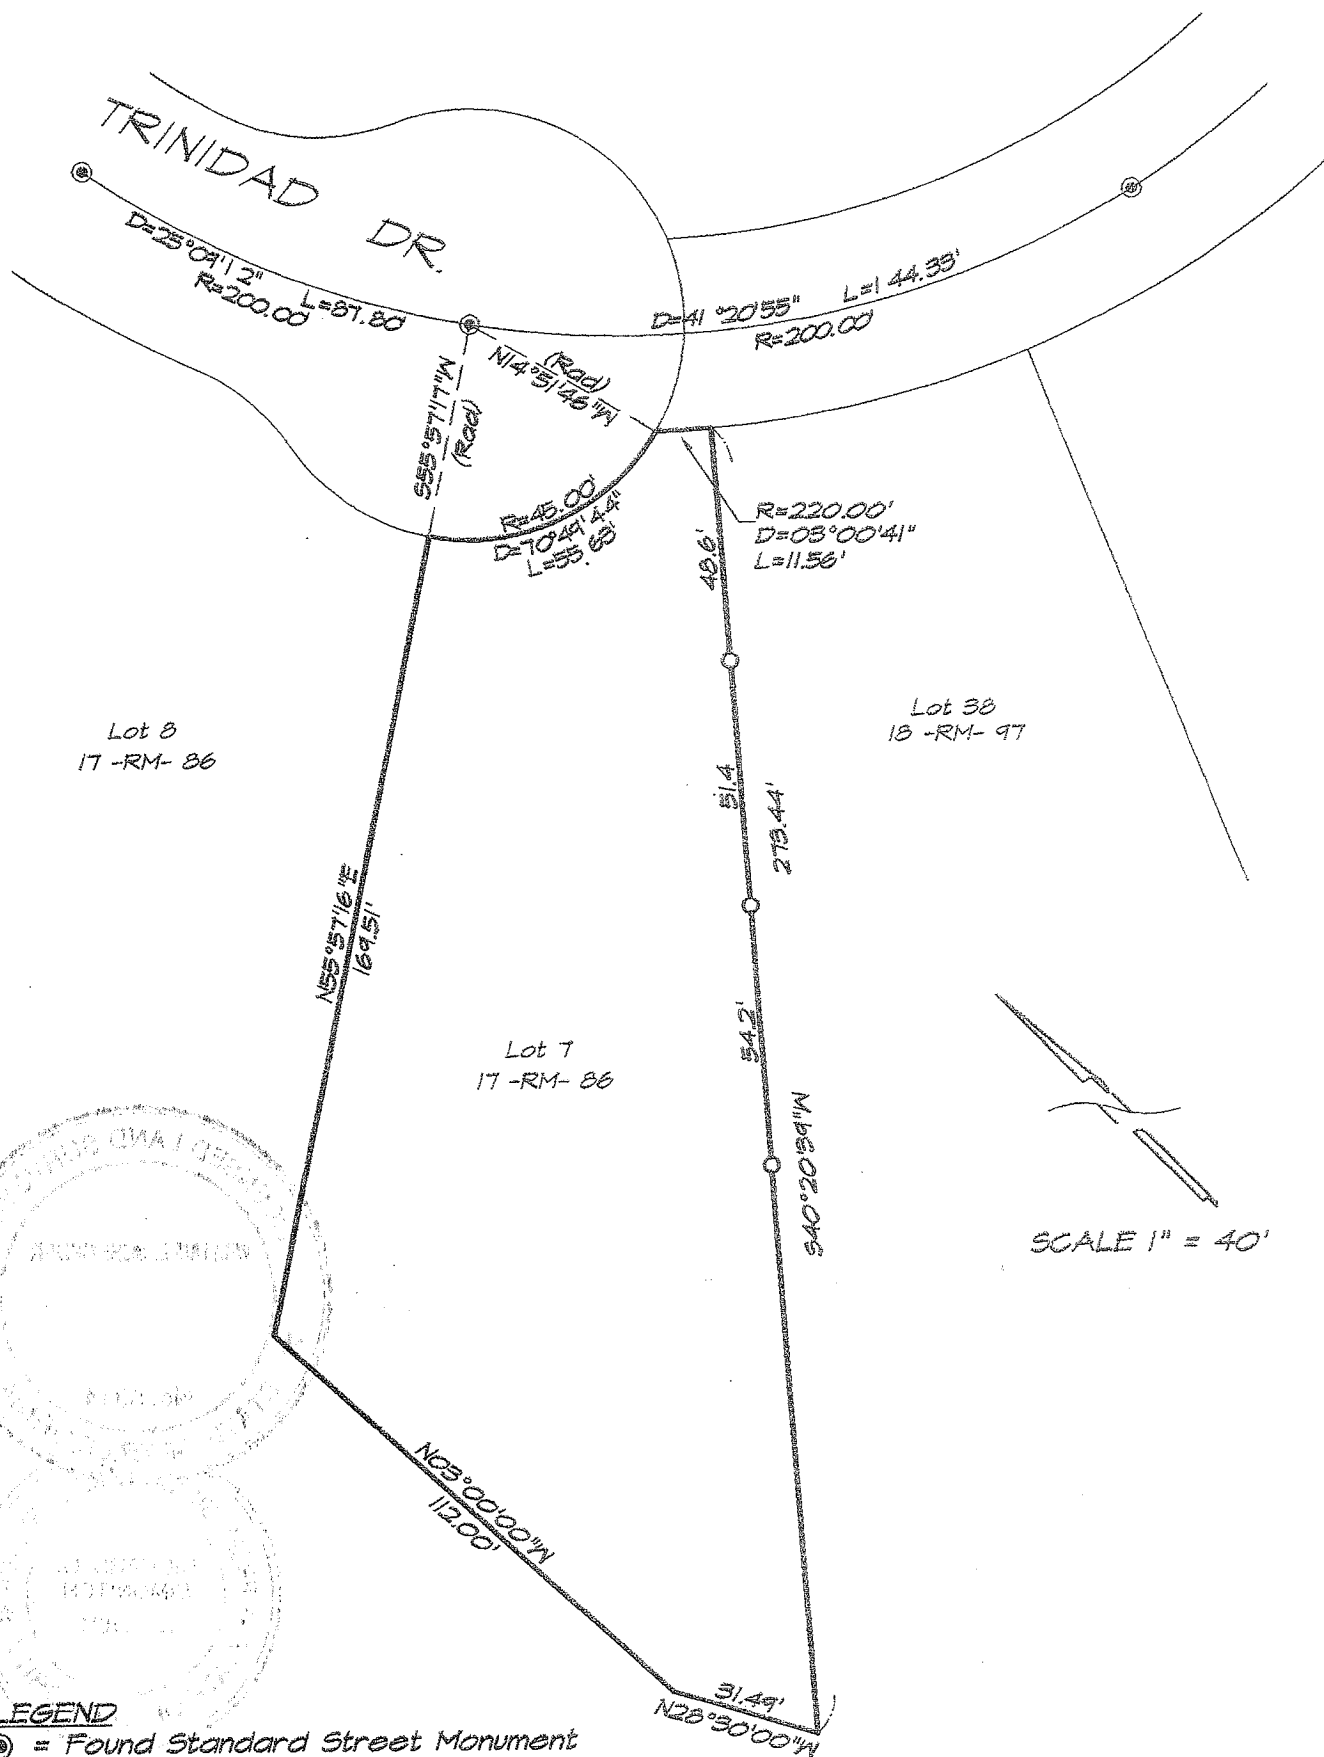 TRINIDAD DR.
D=25°09'12"
R=200.00'
L=87.80'
D=41°20'55"
L=144.33'
R=200.00'
S55°57'17"W
(Rad)
(Rad)
N14°51'46"W
R=45.00'
D=70°49'44"
L=55.63'
R=220.00'
D=03°00'41"
L=11.56'
48.6'
Lot 8
17 -RM- 86
Lot 38
18 -RM- 97
51.4
273.44'
N55°57'16"E
169.51'
54.2'
Lot 7
17 -RM- 86
S40°20'39"W
SCALE 1" = 40'
N03°00'00"W
112.00'
31.49'
N28°30'00"W
LEGEND
= Found Standard Street Monument